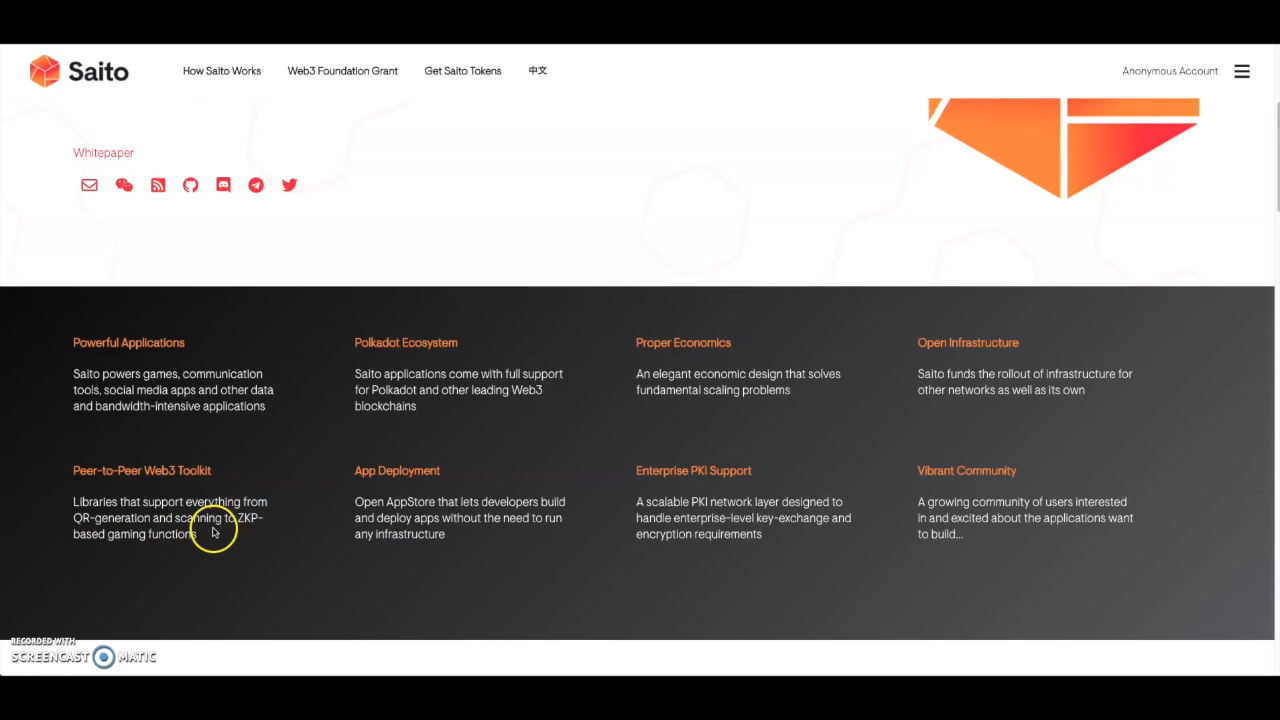 Saito
How Saito Works
Web3 Foundation Grant
Get Saito Tokens
中文
Anonymous Account
Whitepaper
Powerful Applications
Saito powers games, communication
tools, social media apps and other data
and bandwidth-intensive applications
Polkadot Ecosystem
Saito applications come with full support
for Polkadot and other leading Web3
blockchains
Proper Economics
An elegant economic design that solves
fundamental scaling problems
Open Infrastructure
Saito funds the rollout of infrastructure for
other networks as well as its own
Peer-to-Peer Web3 Toolkit
Libraries that support everything from
QR-generation and scanning to ZKP-
based gaming functions
App Deployment
Open AppStore that lets developers build
and deploy apps without the need to run
any infrastructure
Enterprise PKI Support
A scalable PKI network layer designed to
handle enterprise-level key-exchange and
encryption requirements
Vibrant Community
A growing community of users interested
in and excited about the applications want
to build...
RECORDED WITH
SCREENCAST MATIC